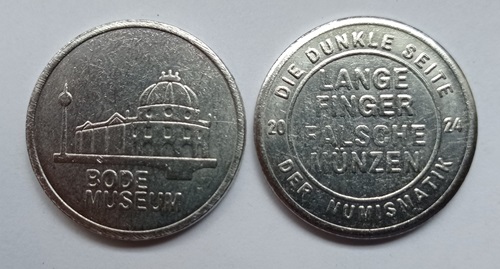 BODE
MUSEUM
DIE DUNKLE SEITE
LANGE
FINGER
20 24
FALSCHE
MÜNZEN
DER NUMISMATIK